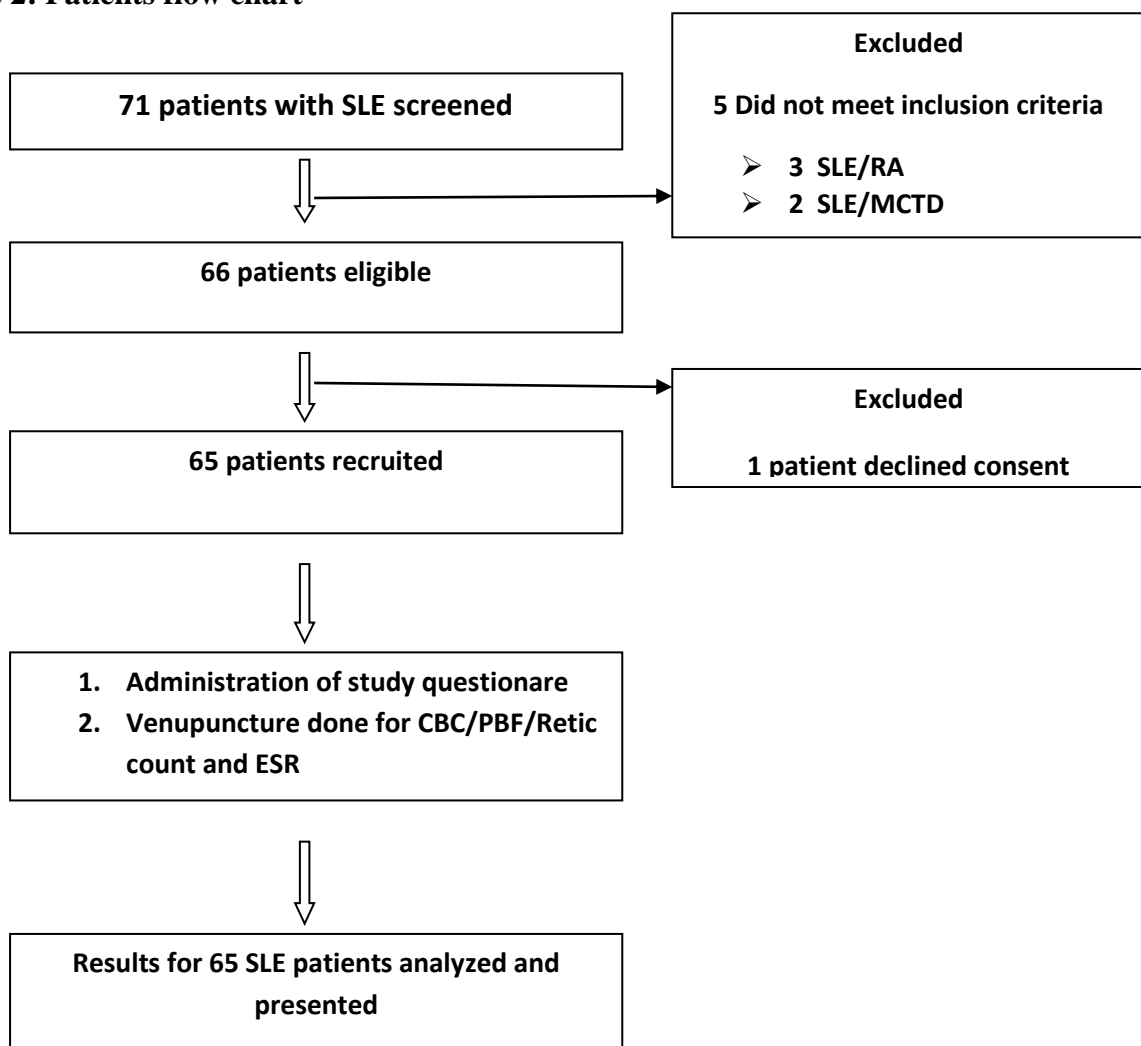 2: Patients flow chart
Excluded
5 Did not meet inclusion criteria
➢ 3 SLE/RA
➢ 2 SLE/MCTD
71 patients with SLE screened
66 patients eligible
Excluded
1 patient declined consent
65 patients recruited
1. Administration of study questionare
2. Venupuncture done for CBC/PBF/Retic
count and ESR
Results for 65 SLE patients analyzed and
presented